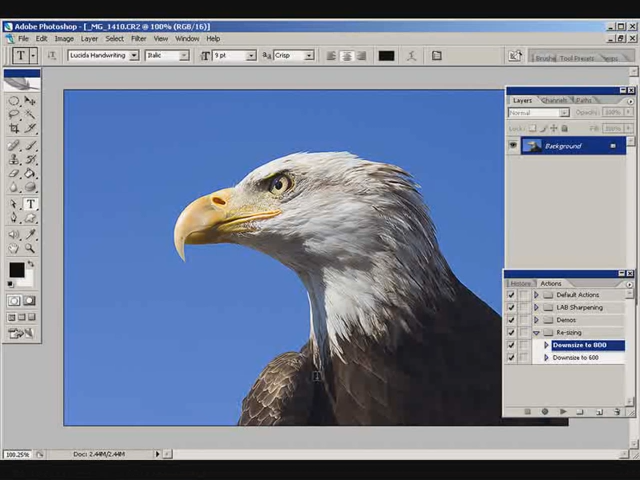 Adobe Photoshop - [_MG_1410.CR2 @ 100% (RGB/16)]
File Edit Image Layer Select Filter View Window Help
T Lucida Handwriting Italic T 9 pt aa Crisp
Brushes Tool Presets
Layers Channels Paths
Normal Opacity: 100%
Lock: Fill: 100%
Background
T
History Actions
Default Actions
LAB Sharpening
Demos
Re-sizing
Downsize to 800
Downsize to 600
100.25% Doc: 2.44M/2.44M